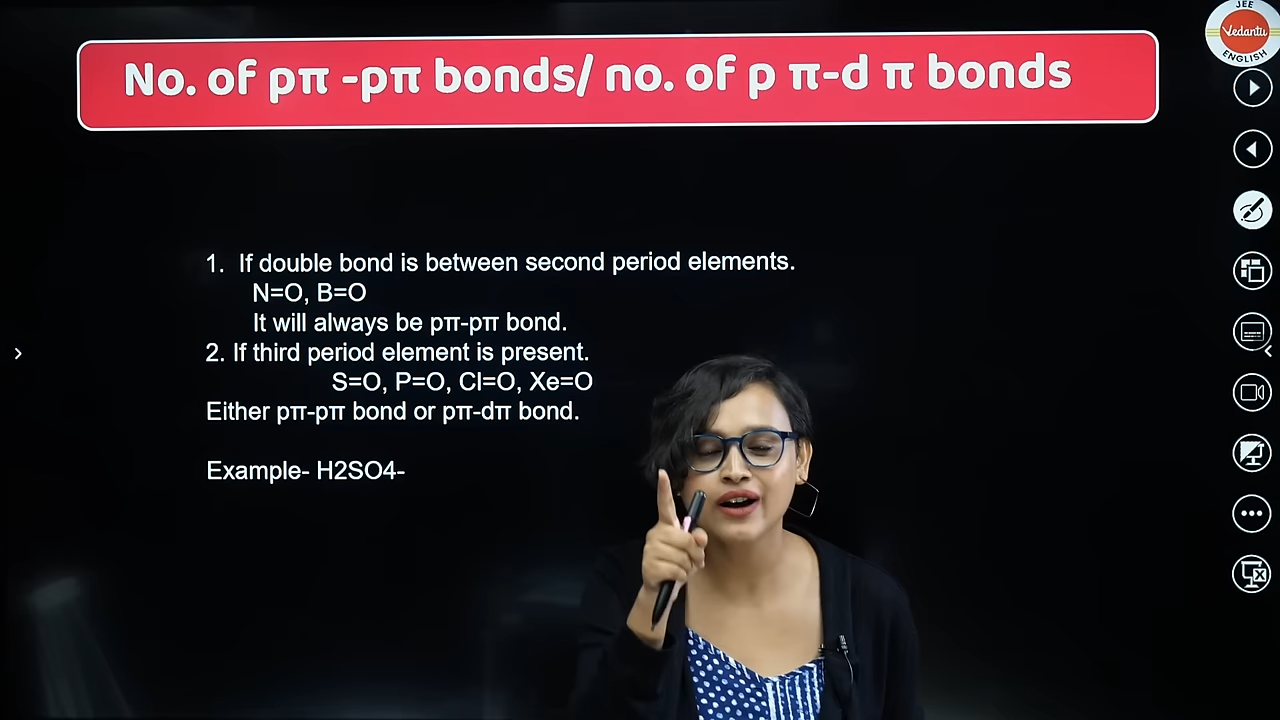 JEE
Vedantu
ENGLISH
No. of pπ -pπ bonds/ no. of p π-d π bonds
1. If double bond is between second period elements.
N=O, B=O
It will always be pπ-pπ bond.
2. If third period element is present.
S=O, P=O, Cl=O, Xe=O
Either pπ-pπ bond or pπ-dπ bond.
Example- H2SO4-